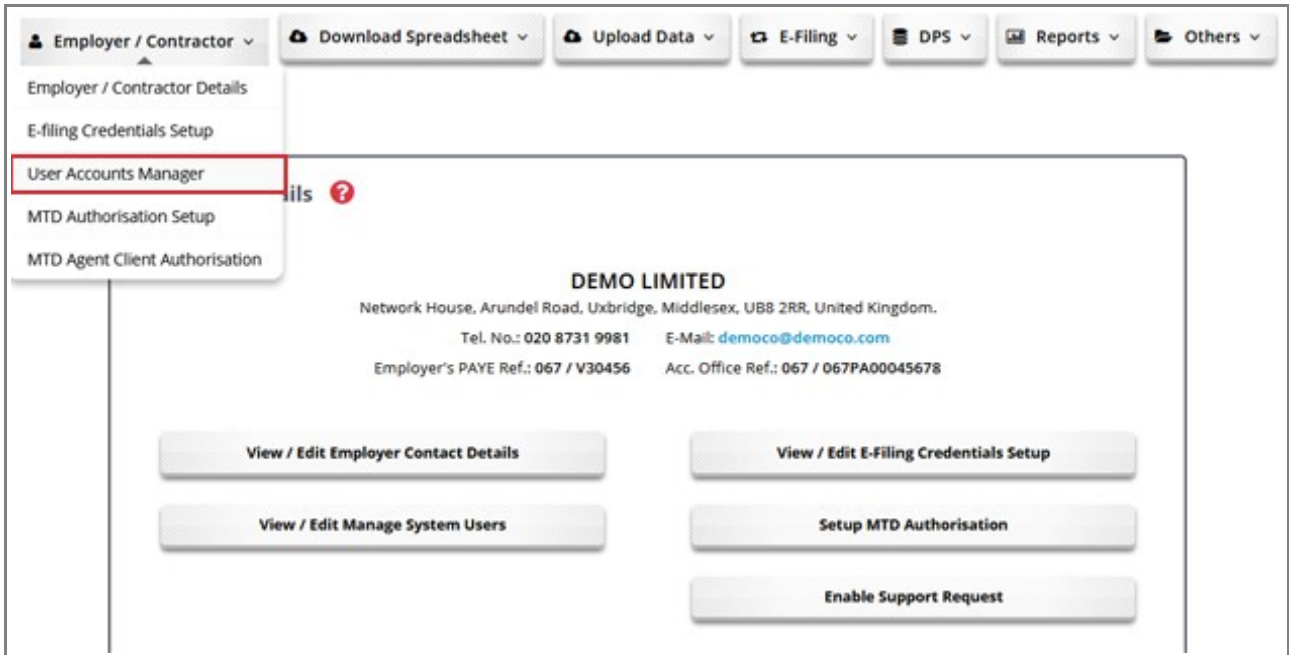 Employer / Contractor Download Spreadsheet Upload Data E-Filing DPS Reports Others
Employer / Contractor Details
E-filing Credentials Setup
User Accounts Manager
MTD Authorisation Setup
MTD Agent Client Authorisation
ils ?
DEMO LIMITED
Network House, Arundel Road, Uxbridge, Middlesex, UB8 2RR, United Kingdom.
Tel. No.: 020 8731 9981 E-Mail: democo@democo.com
Employer's PAYE Ref.: 067 / V30456 Acc. Office Ref.: 067 / 067PA00045678
View / Edit Employer Contact Details View / Edit E-Filing Credentials Setup
View / Edit Manage System Users Setup MTD Authorisation
Enable Support Request